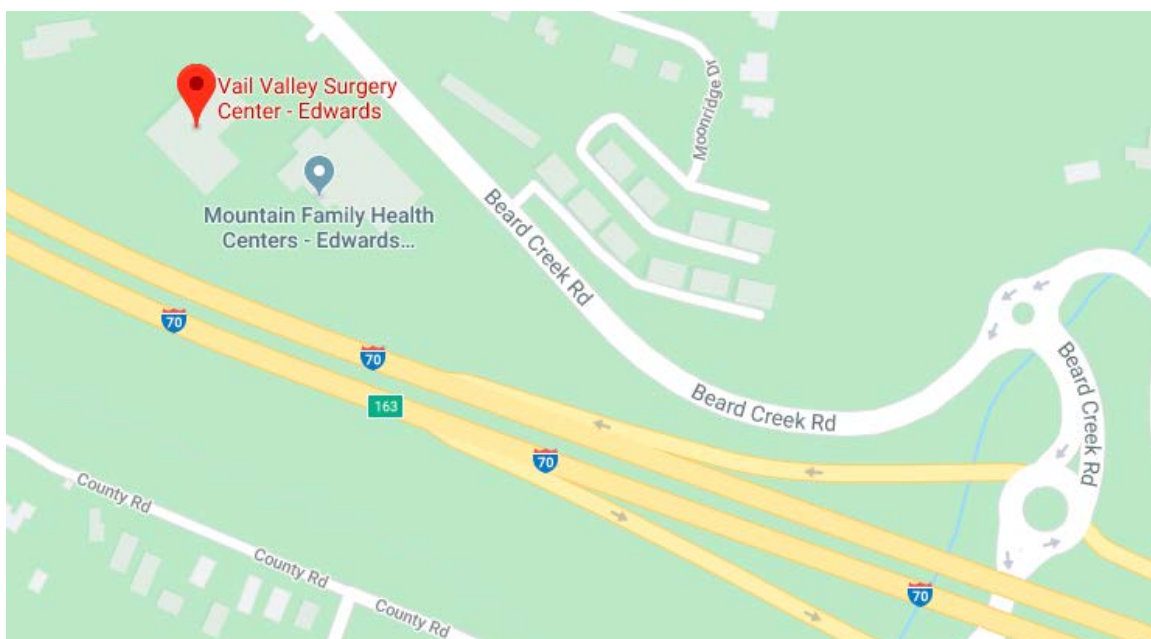 Vail Valley Surgery
Center - Edwards
Mountain Family Health
Centers - Edwards...
Moonridge Dr
Beard Creek Rd
Beard Creek Rd
Beard Creek Rd
70
70
163
70
70
County Rd
County Rd
County Rd